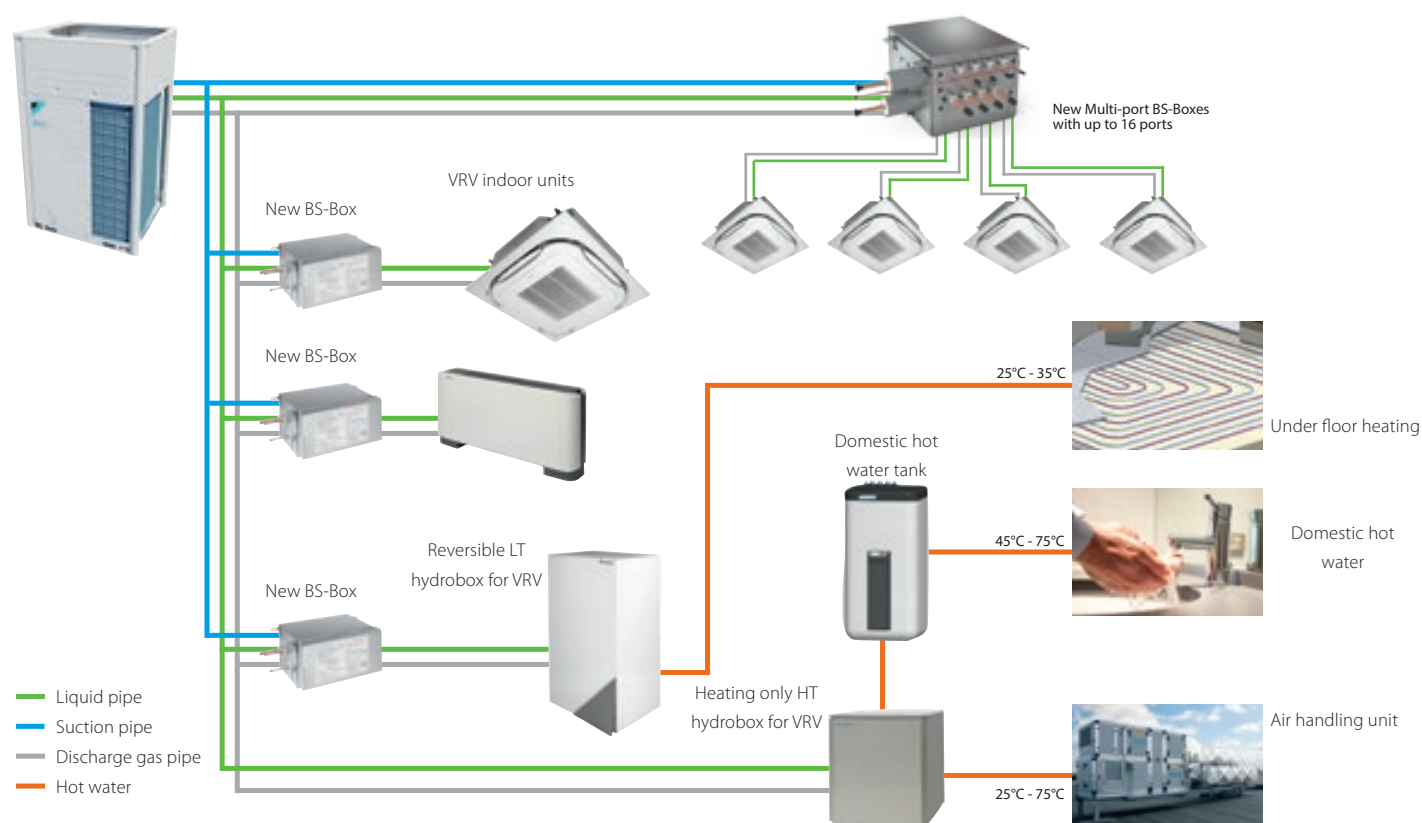 New Multi-port BS-Boxes
with up to 16 ports
VRV indoor units
New BS-Box
New BS-Box
25°C - 35°C
Under floor heating
Domestic hot
water tank
45°C - 75°C
Domestic hot
water
Reversible LT
hydrobox for VRV
New BS-Box
Heating only HT
hydrobox for VRV
Air handling unit
25°C - 75°C
Liquid pipe
Suction pipe
Discharge gas pipe
Hot water